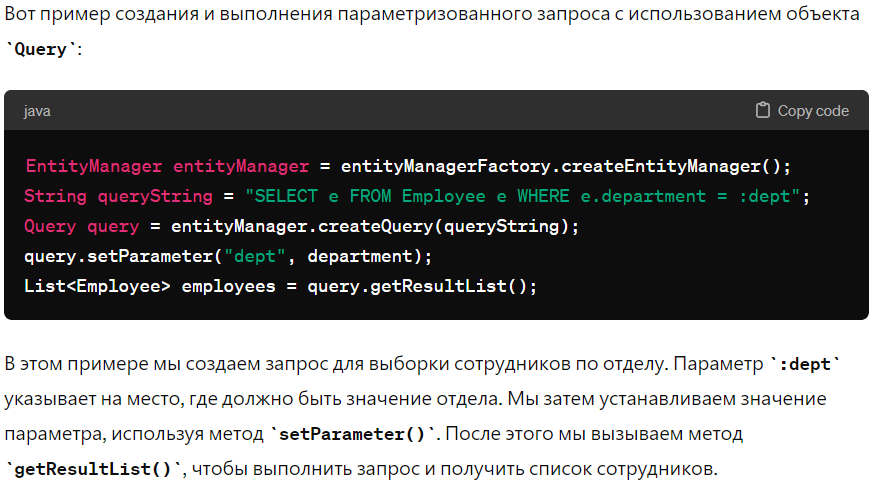 Вот пример создания и выполнения параметризованного запроса с использованием объекта
`Query`:
java
Copy code
EntityManager entityManager = entityManagerFactory.createEntityManager();
String queryString = "SELECT e FROM Employee e WHERE e.department = :dept";
Query query = entityManager.createQuery(queryString);
query.setParameter("dept", department);
List<Employee> employees = query.getResultList();
В этом примере мы создаем запрос для выборки сотрудников по отделу. Параметр `:dept`
указывает на место, где должно быть значение отдела. Мы затем устанавливаем значение
параметра, используя метод `setParameter()`. После этого мы вызываем метод
`getResultList()`, чтобы выполнить запрос и получить список сотрудников.